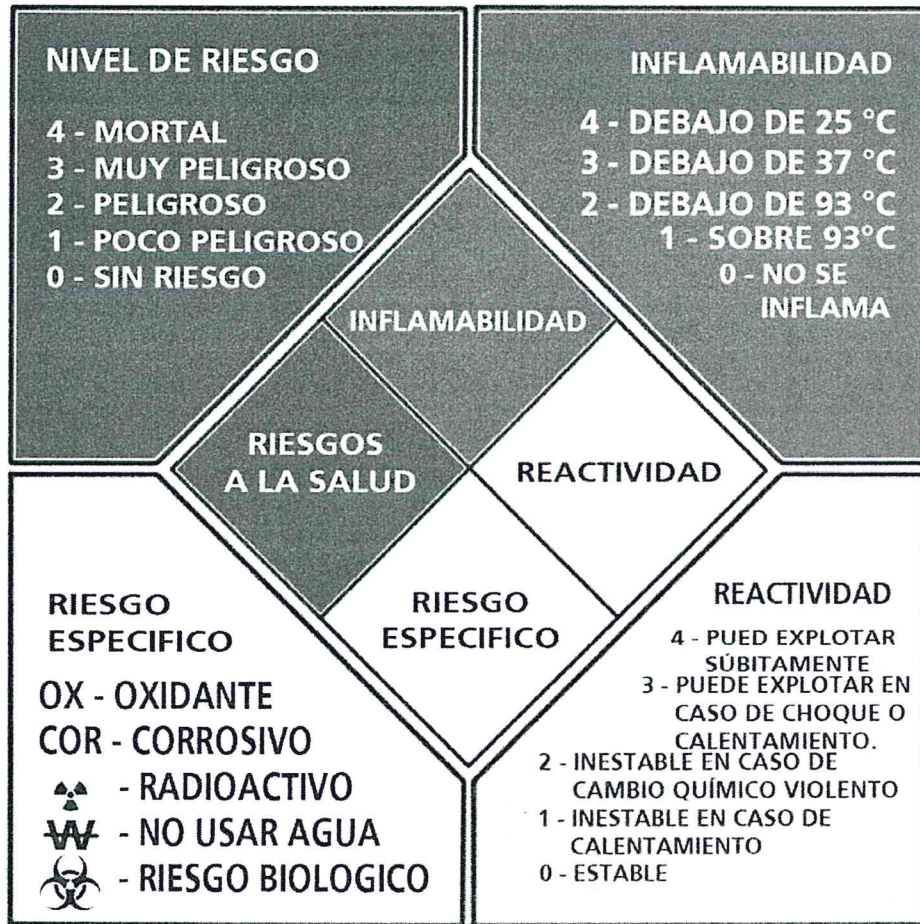 NIVEL DE RIESGO
4 - MORTAL
3 - MUY PELIGROSO
2 - PELIGROSO
1 - POCO PELIGROSO
0 - SIN RIESGO
INFLAMABILIDAD
4 - DEBAJO DE 25 °C
3 - DEBAJO DE 37 °C
2 - DEBAJO DE 93 °C
1 - SOBRE 93°C
0 - NO SE
INFLAMA
INFLAMABILIDAD
RIESGOS
A LA SALUD
REACTIVIDAD
RIESGO
ESPECIFICO
RIESGO
ESPECIFICO
OX - OXIDANTE
COR - CORROSIVO
- RADIOACTIVO
W - NO USAR AGUA
- RIESGO BIOLOGICO
REACTIVIDAD
4 - PUED EXPLOTAR
SÚBITAMENTE
3 - PUEDE EXPLOTAR EN
CASO DE CHOQUE O
CALENTAMIENTO.
2 - INESTABLE EN CASO DE
CAMBIO QUÍMICO VIOLENTO
1 - INESTABLE EN CASO DE
CALENTAMIENTO
0 - ESTABLE